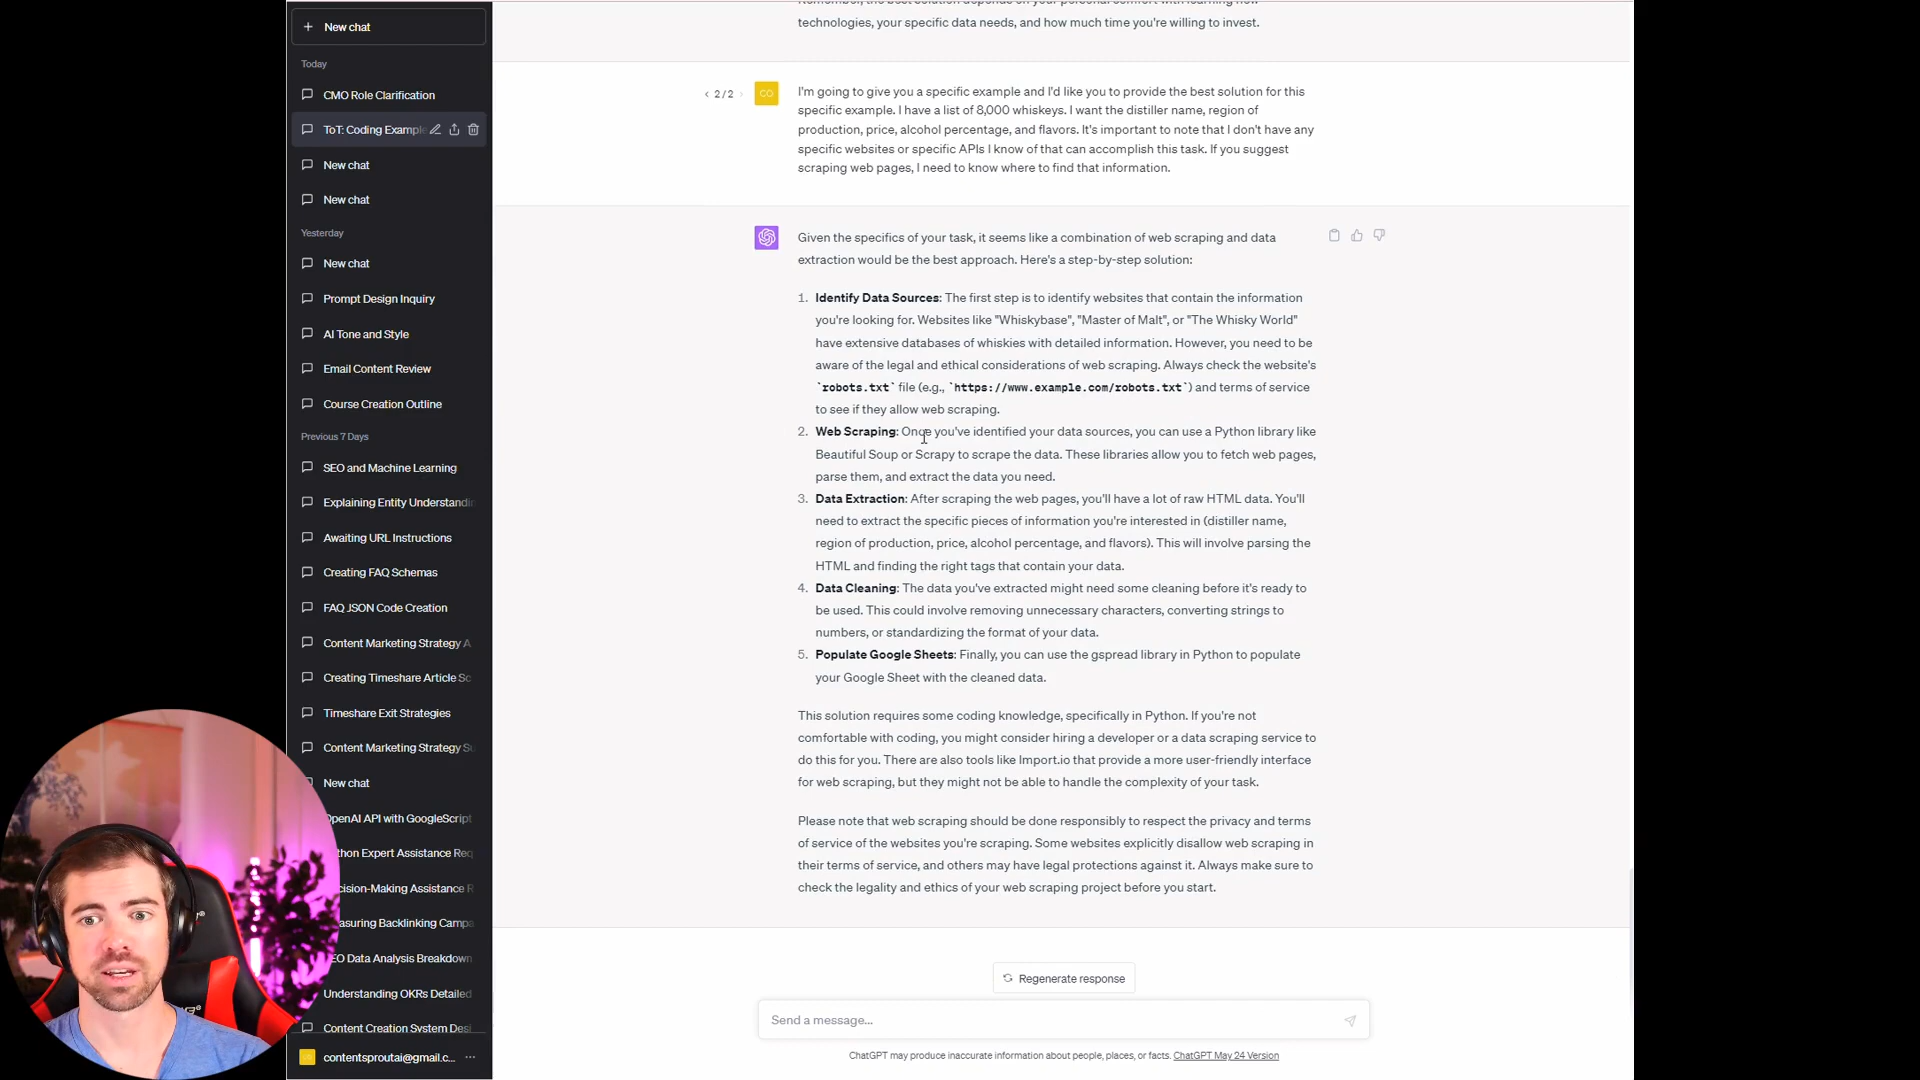 New chat
Today
CMO Role Clarification
ToT: Coding Example
New chat
New chat
Yesterday
New chat
Prompt Design Inquiry
AI Tone and Style
Email Content Review
Course Creation Outline
Previous 7 Days
SEO and Machine Learning
Explaining Entity Understandin
Awaiting URL Instructions
Creating FAQ Schemas
FAQ JSON Code Creation
Content Marketing Strategy A
Creating Timeshare Article Sc
Timeshare Exit Strategies
Content Marketing Strategy Su
New chat
OpenAI API with GoogleScript
thon Expert Assistance Req
cision-Making Assistance R
asuring Backlinking Campa
EO Data Analysis Breakdown
Understanding OKRs Detailed
Content Creation System Desi
contentsproutai@gmail.c... ...
technologies, your specific data needs, and how much time you're willing to invest.
< 2 / 2 >
CO
I'm going to give you a specific example and I'd like you to provide the best solution for this
specific example. I have a list of 8,000 whiskeys. I want the distiller name, region of
production, price, alcohol percentage, and flavors. It's important to note that I don't have any
specific websites or specific APIs I know of that can accomplish this task. If you suggest
scraping web pages, I need to know where to find that information.
Given the specifics of your task, it seems like a combination of web scraping and data
extraction would be the best approach. Here's a step-by-step solution:
1. Identify Data Sources: The first step is to identify websites that contain the information
you're looking for. Websites like "Whiskybase", "Master of Malt", or "The Whisky World"
have extensive databases of whiskies with detailed information. However, you need to be
aware of the legal and ethical considerations of web scraping. Always check the website's
`robots.txt` file (e.g., `https://www.example.com/robots.txt`) and terms of service
to see if they allow web scraping.
2. Web Scraping: Once you've identified your data sources, you can use a Python library like
Beautiful Soup or Scrapy to scrape the data. These libraries allow you to fetch web pages,
parse them, and extract the data you need.
3. Data Extraction: After scraping the web pages, you'll have a lot of raw HTML data. You'll
need to extract the specific pieces of information you're interested in (distiller name,
region of production, price, alcohol percentage, and flavors). This will involve parsing the
HTML and finding the right tags that contain your data.
4. Data Cleaning: The data you've extracted might need some cleaning before it's ready to
be used. This could involve removing unnecessary characters, converting strings to
numbers, or standardizing the format of your data.
5. Populate Google Sheets: Finally, you can use the gspread library in Python to populate
your Google Sheet with the cleaned data.
This solution requires some coding knowledge, specifically in Python. If you're not
comfortable with coding, you might consider hiring a developer or a data scraping service to
do this for you. There are also tools like Import.io that provide a more user-friendly interface
for web scraping, but they might not be able to handle the complexity of your task.
Please note that web scraping should be done responsibly to respect the privacy and terms
of service of the websites you're scraping. Some websites explicitly disallow web scraping in
their terms of service, and others may have legal protections against it. Always make sure to
check the legality and ethics of your web scraping project before you start.
Regenerate response
Send a message...
ChatGPT may produce inaccurate information about people, places, or facts. ChatGPT May 24 Version